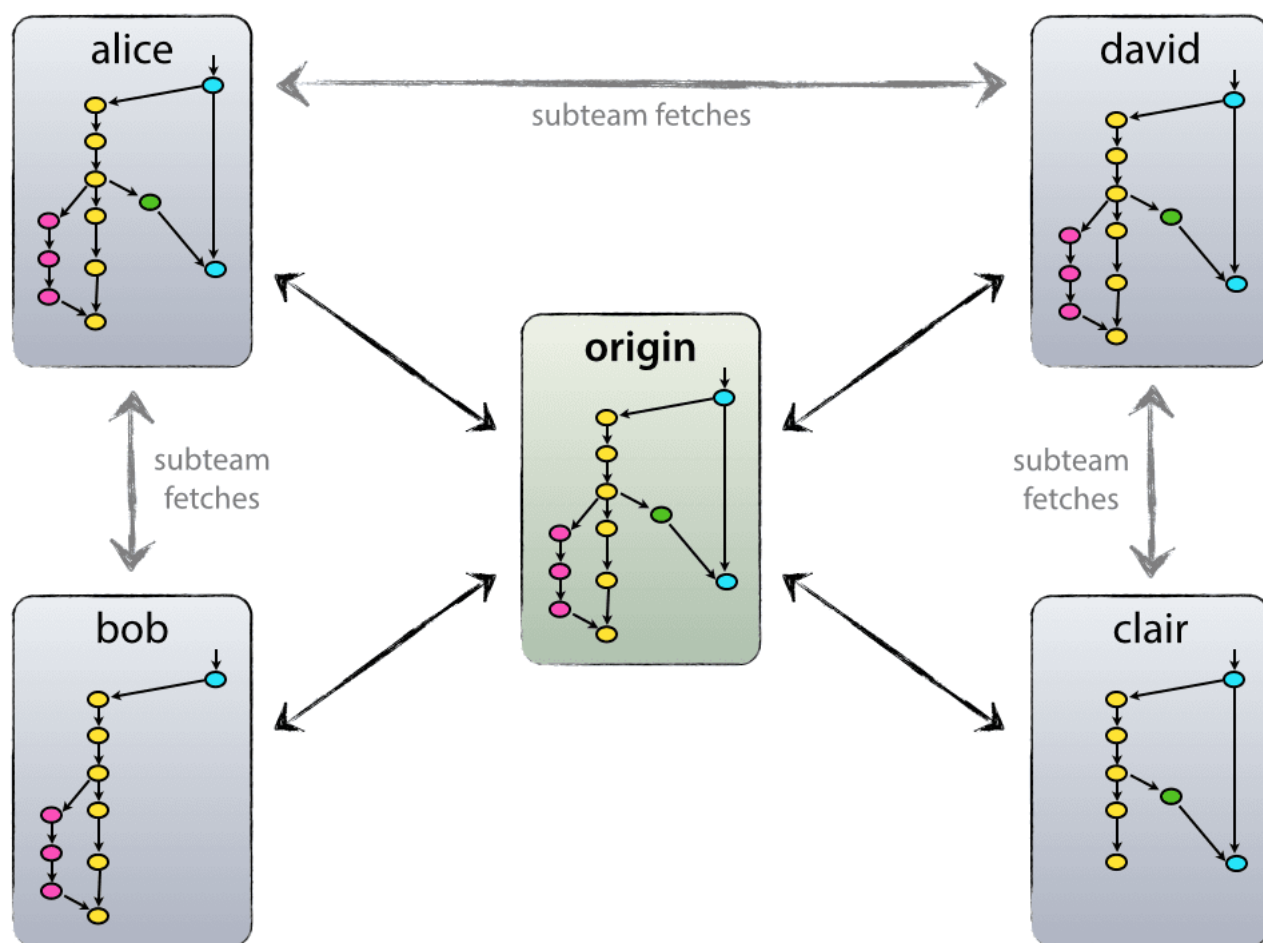 alice
david
subteam fetches
origin
subteam
fetches
subteam
fetches
bob
clair